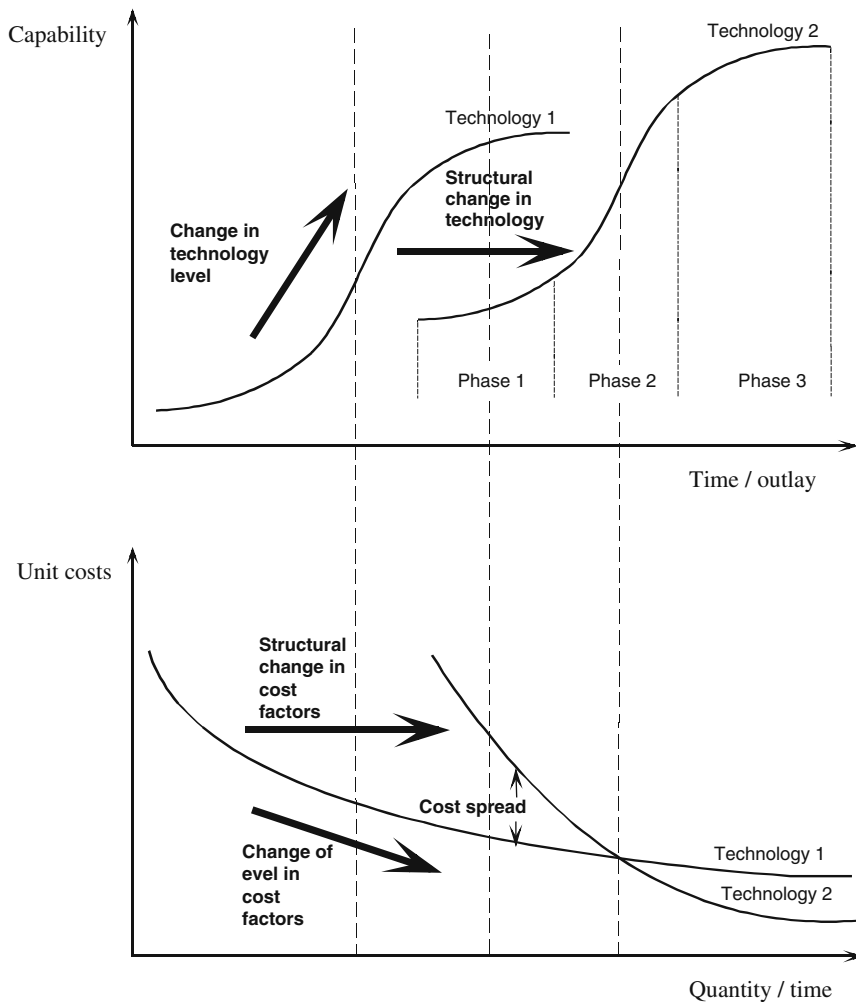 Capability
Technology 2
Technology 1
Structural
change in
technology
Change in
technology
level
Phase 1
Phase 2
Phase 3
Time / outlay
Unit costs
Structural
change in
cost
factors
Cost spread
Change of
evel in
cost
factors
Technology 1
Technology 2
Quantity / time